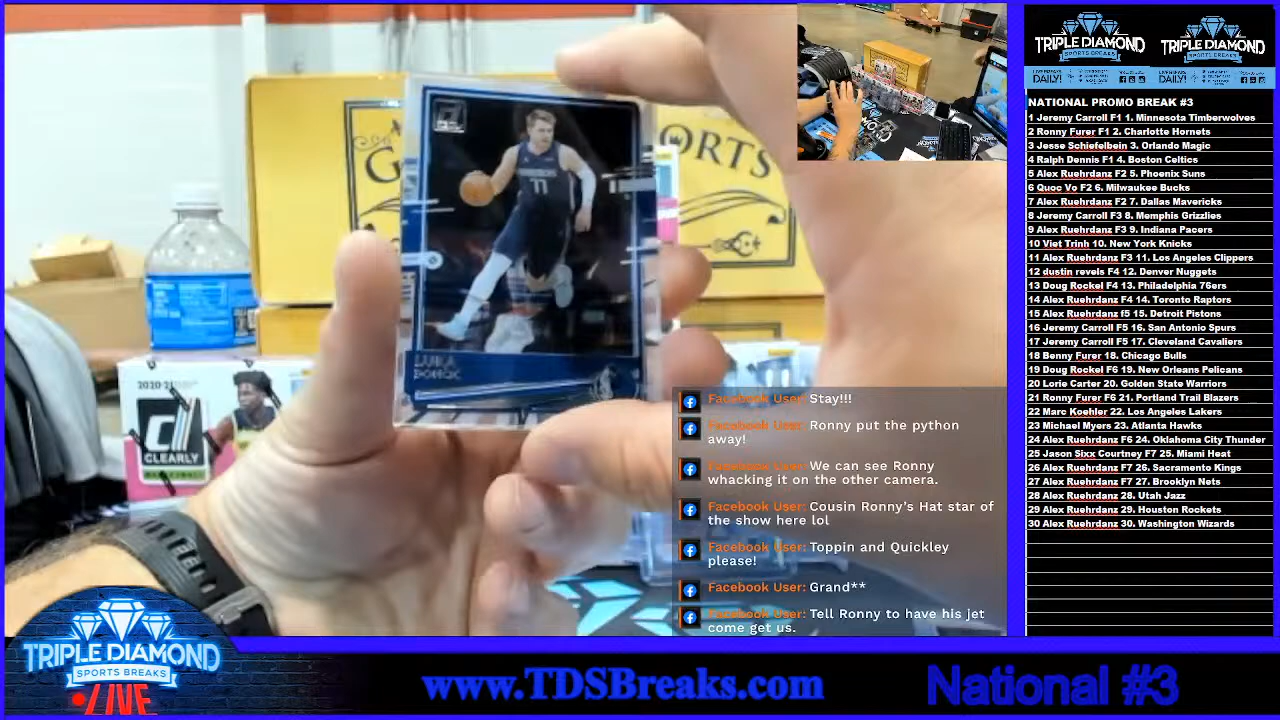 TRIPLE DIAMOND
SPORTS BREAKS
TRIPLE DIAMOND
SPORTS BREAKS
LIVE BREAKS
DAILY!
LIVE BREAKS
DAILY!
NATIONAL PROMO BREAK #3
1 Jeremy Carroll F1 1. Minnesota Timberwolves
2 Ronny Furer F1 2. Charlotte Hornets
3 Jesse Schiefelbein 3. Orlando Magic
4 Ralph Dennis F1 4. Boston Celtics
5 Alex Ruehrdanz F2 5. Phoenix Suns
6 Quoc Vo F2 6. Milwaukee Bucks
7 Alex Ruehrdanz F2 7. Dallas Mavericks
8 Jeremy Carroll F3 8. Memphis Grizzlies
9 Alex Ruehrdanz F3 9. Indiana Pacers
10 Viet Trinh 10. New York Knicks
11 Alex Ruehrdanz F3 11. Los Angeles Clippers
12 dustin revels F4 12. Denver Nuggets
13 Doug Rockel F4 13. Philadelphia 76ers
14 Alex Ruehrdanz F4 14. Toronto Raptors
15 Alex Ruehrdanz f5 15. Detroit Pistons
16 Jeremy Carroll F5 16. San Antonio Spurs
17 Jeremy Carroll F5 17. Cleveland Cavaliers
18 Benny Furer 18. Chicago Bulls
19 Doug Rockel F6 19. New Orleans Pelicans
20 Lorie Carter 20. Golden State Warriors
21 Ronny Furer F6 21. Portland Trail Blazers
22 Marc Koehler 22. Los Angeles Lakers
23 Michael Myers 23. Atlanta Hawks
24 Alex Ruehrdanz F6 24. Oklahoma City Thunder
25 Jason Sixx Courtney F7 25. Miami Heat
26 Alex Ruehrdanz F7 26. Sacramento Kings
27 Alex Ruehrdanz F7 27. Brooklyn Nets
28 Alex Ruehrdanz 28. Utah Jazz
29 Alex Ruehrdanz 29. Houston Rockets
30 Alex Ruehrdanz 30. Washington Wizards
ORTS
77
LUKA
DONCIC
2020-21
CLEARLY
BASKETBALL
Facebook User: Stay!!!
Facebook User: Ronny put the python
away!
Facebook User: We can see Ronny
whacking it on the other camera.
Facebook User: Cousin Ronny's Hat star of
the show here lol
Facebook User: Toppin and Quickley
please!
Facebook User: Grand**
Facebook User: Tell Ronny to have his jet
come get us.
TRIPLE DIAMOND
SPORTS BREAKS
LIVE
www.TDSBreaks.com
National #3